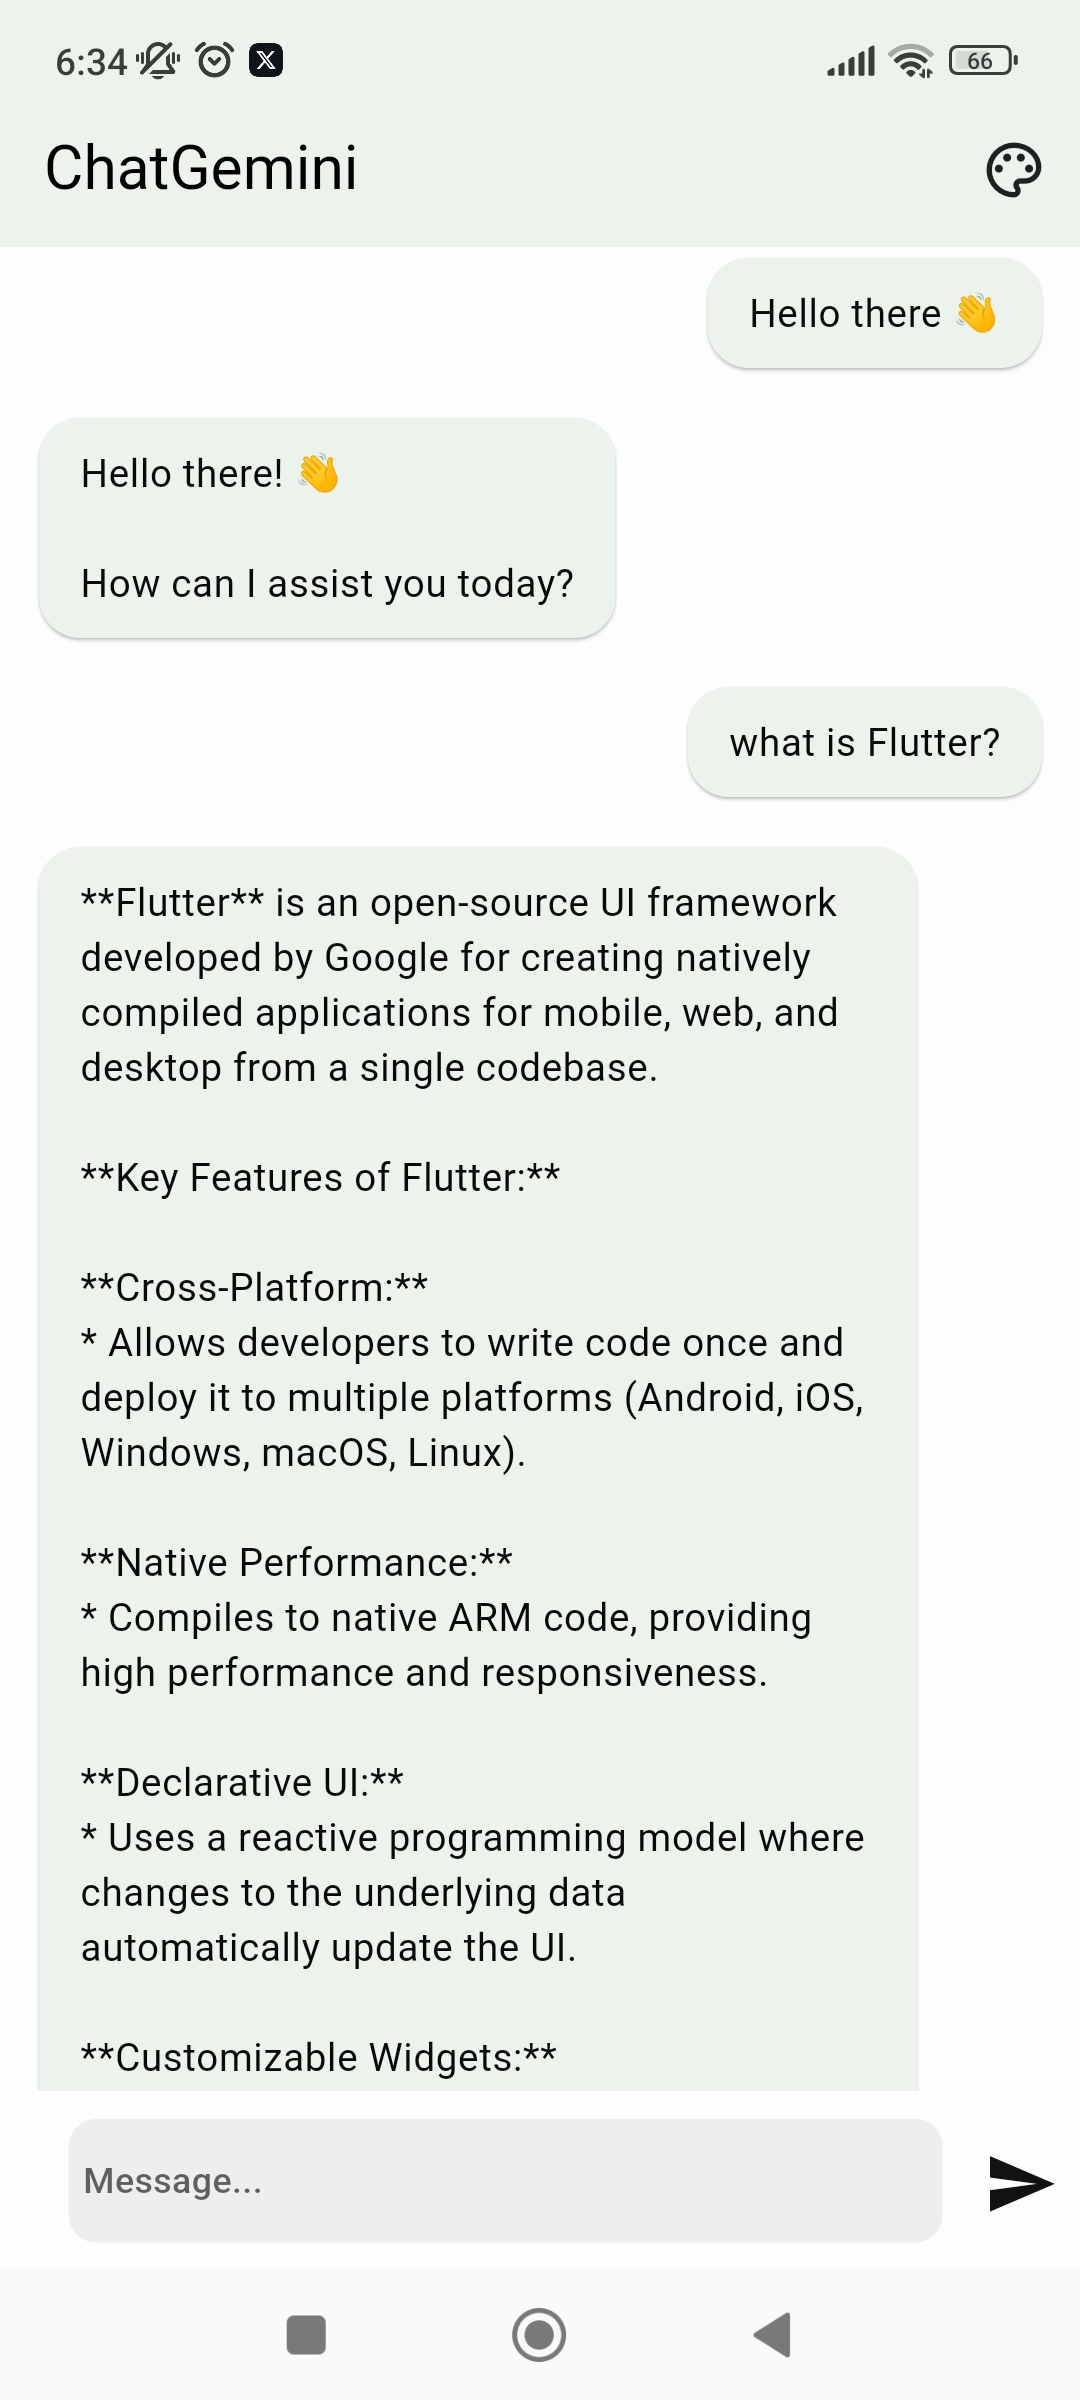 6:34
66
ChatGemini
Hello there 👋
Hello there! 👋
How can I assist you today?
what is Flutter?
**Flutter** is an open-source UI framework
developed by Google for creating natively
compiled applications for mobile, web, and
desktop from a single codebase.
**Key Features of Flutter:**
**Cross-Platform:**
* Allows developers to write code once and
deploy it to multiple platforms (Android, iOS,
Windows, macOS, Linux).
**Native Performance:**
* Compiles to native ARM code, providing
high performance and responsiveness.
**Declarative UI:**
* Uses a reactive programming model where
changes to the underlying data
automatically update the UI.
**Customizable Widgets:**
Message...